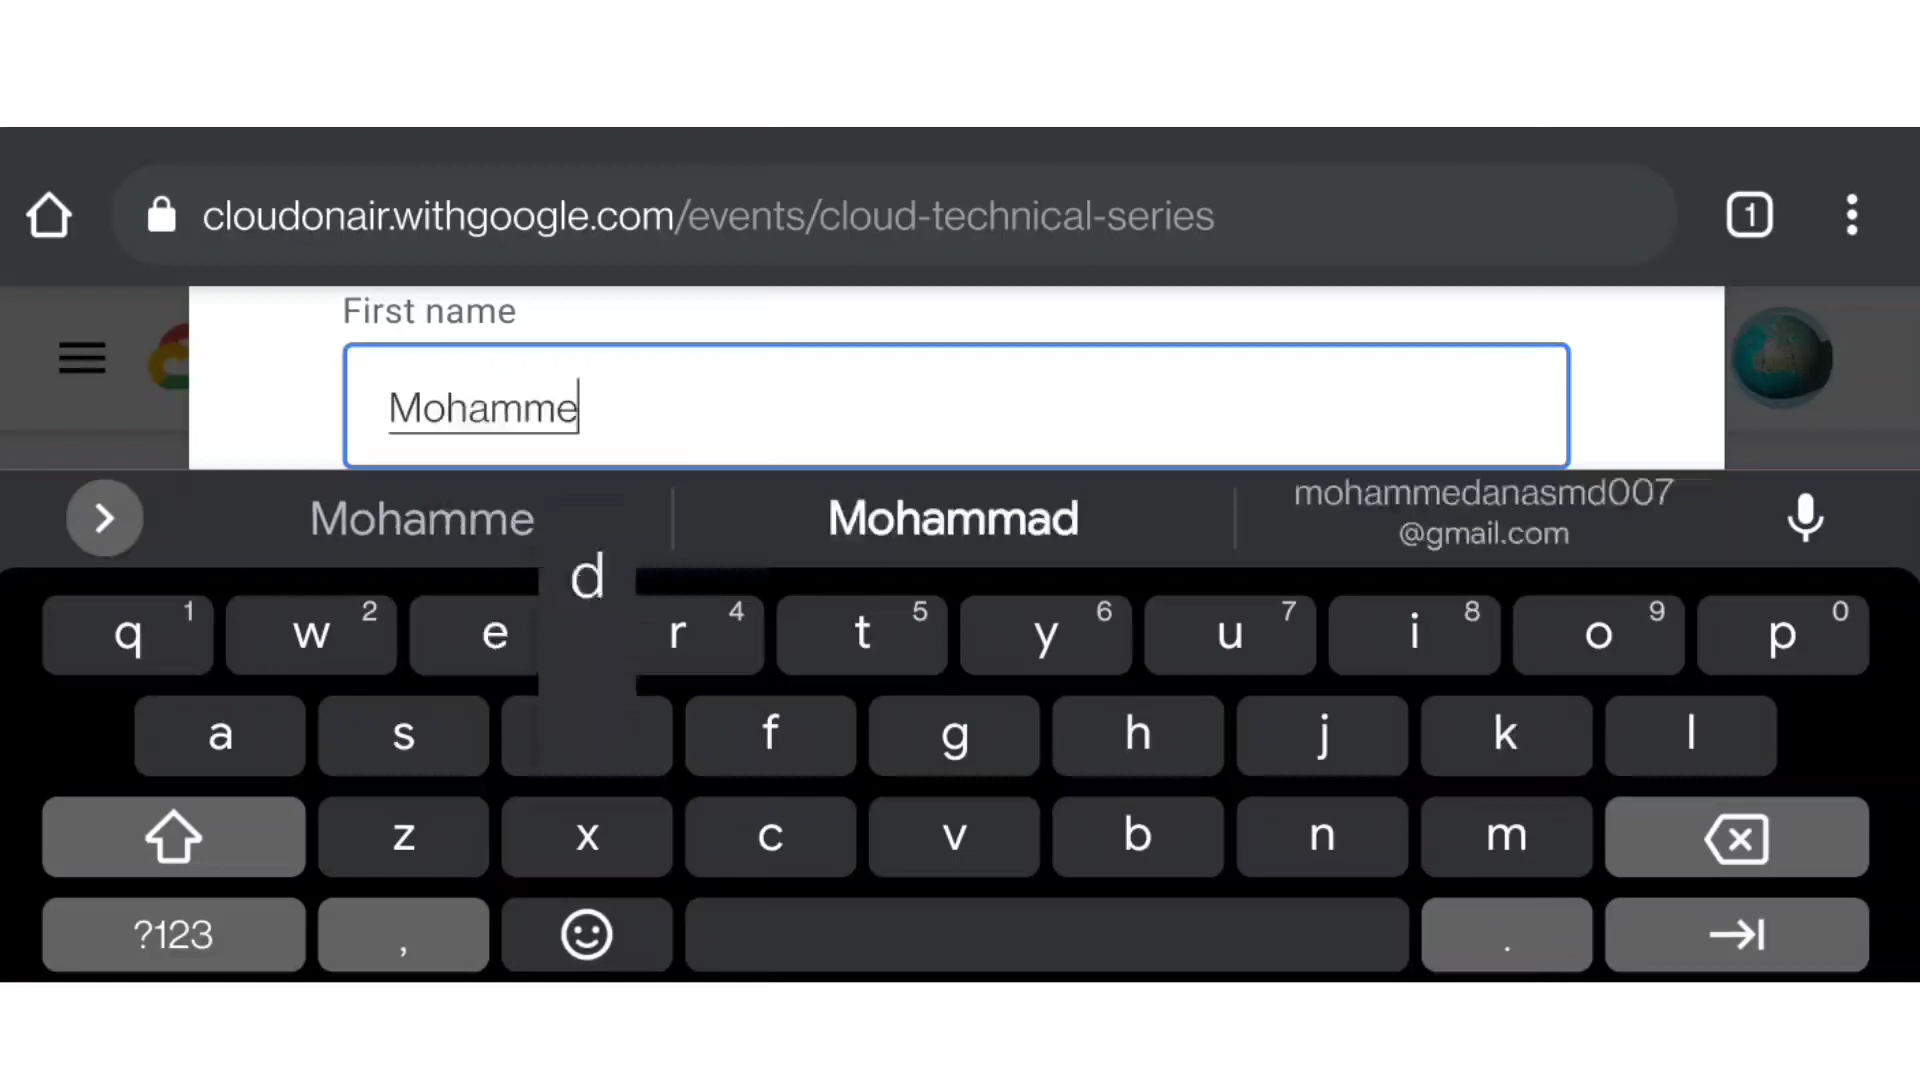 cloudonair.withgoogle.com/events/cloud-technical-series
1
First name
Mohamme
Mohamme
Mohammad
mohammedanasmd007
@gmail.com
d
q 1 w 2 e r 4 t 5 y 6 u 7 i 8 o 9 p 0
a s f g h j k l
z x c v b n m
?123 , .